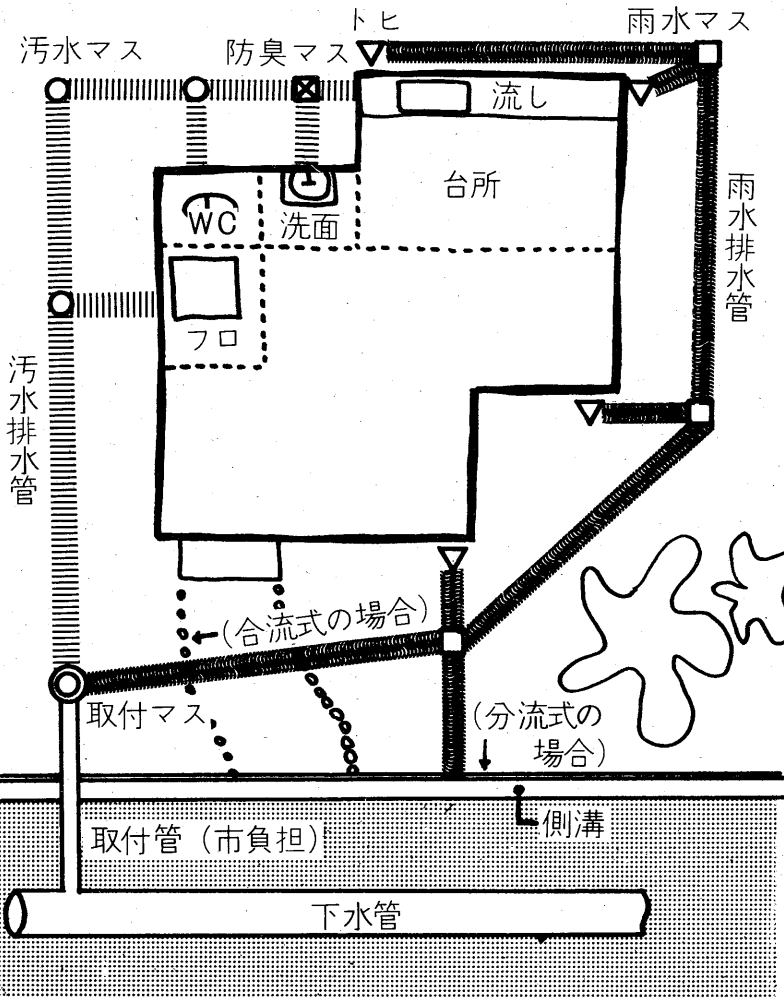 トヒ
雨水マス
汚水マス
防臭マス
流し
台所
WC
洗面
雨水排水管
フロ
汚水排水管
(合流式の場合)
取付マス
(分流式の
場合)
側溝
取付管(市負担)
下水管